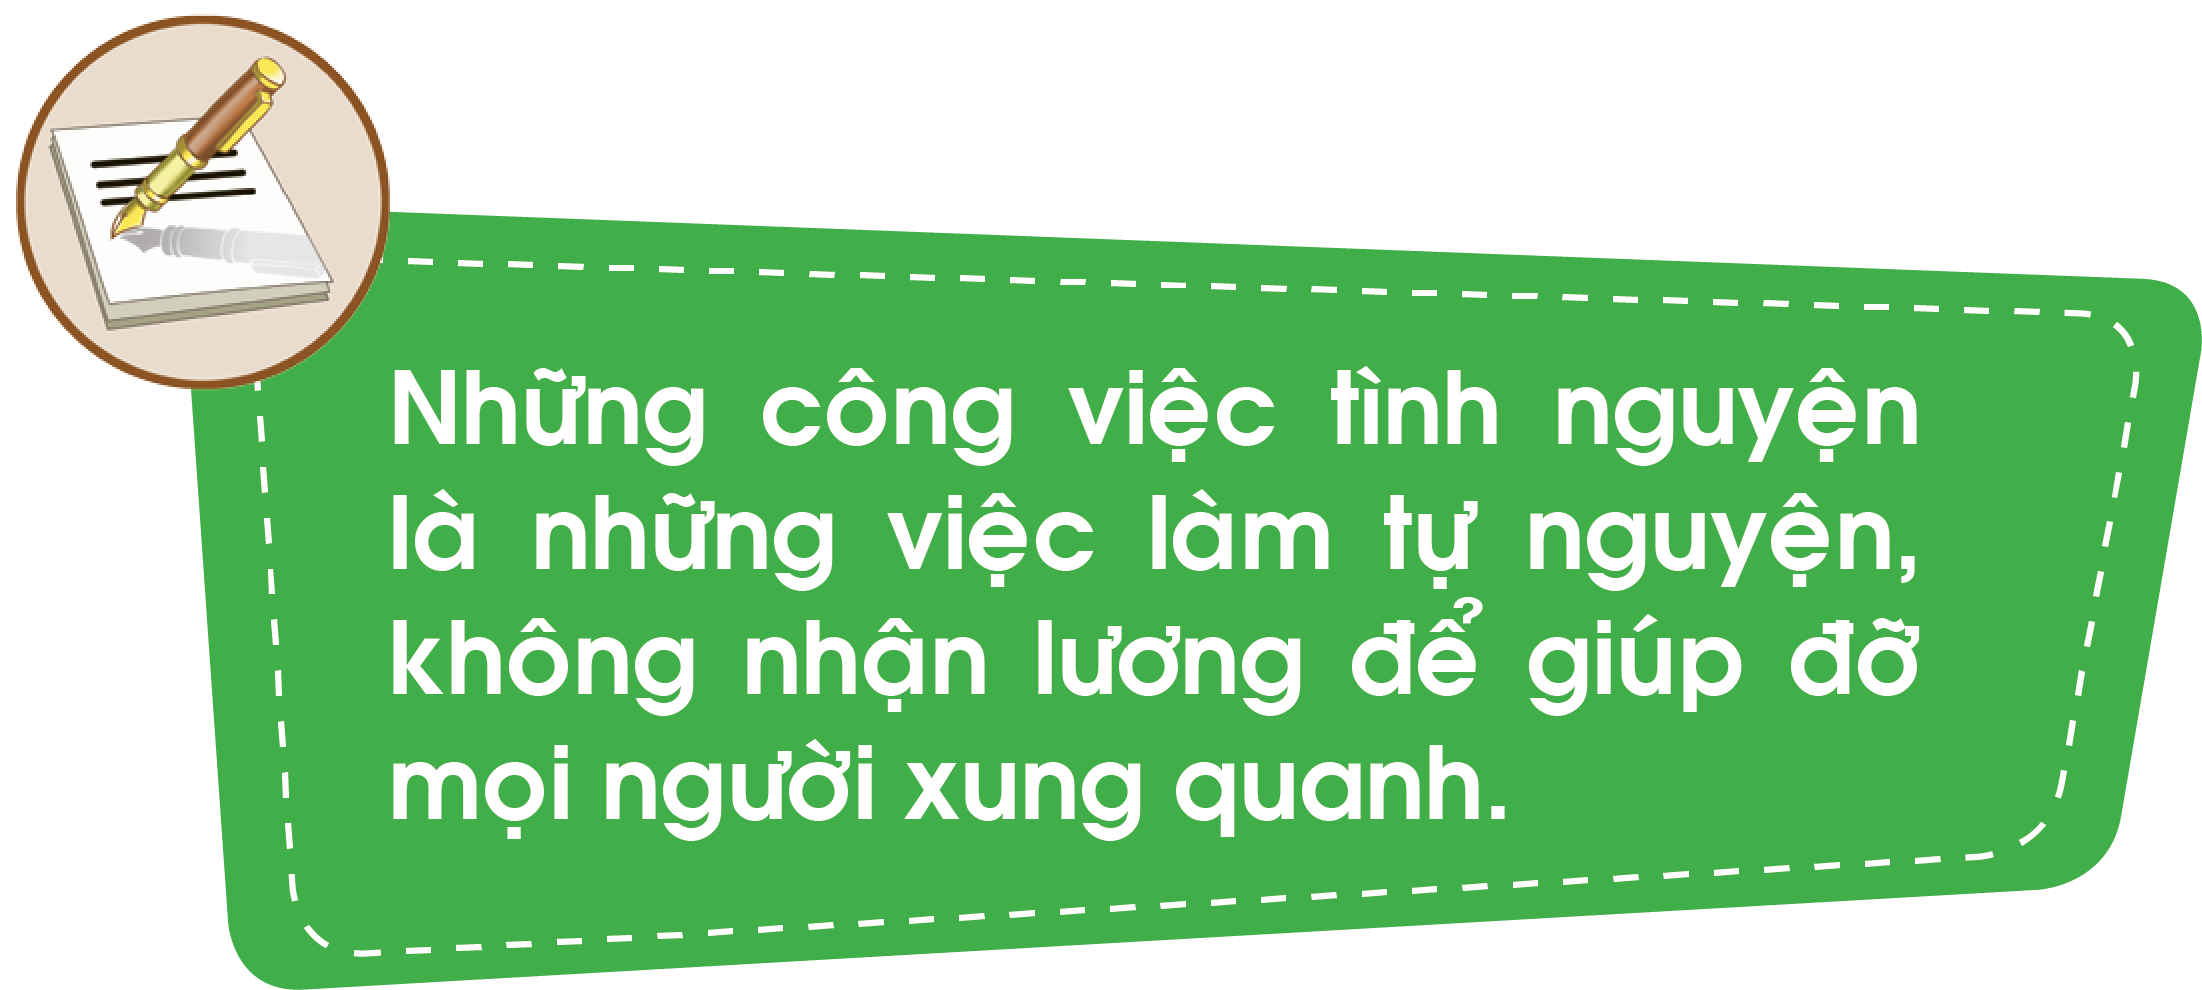 Những công việc tình nguyện
là những việc làm tự nguyện,
không nhận lương để giúp đỡ
mọi người xung quanh.